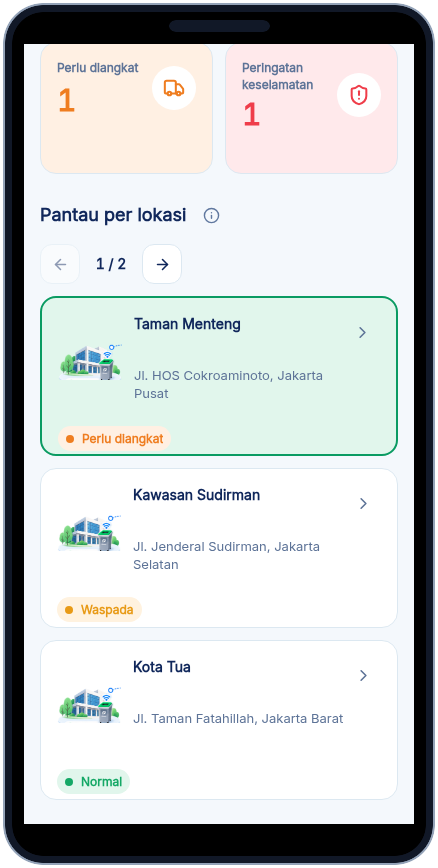 Perlu diangkat
1
Peringatan
keselamatan
1
Pantau per lokasi
1 / 2
Taman Menteng
Jl. HOS Cokroaminoto, Jakarta
Pusat
Perlu diangkat
Kawasan Sudirman
Jl. Jenderal Sudirman, Jakarta
Selatan
Waspada
Kota Tua
Jl. Taman Fatahillah, Jakarta Barat
Normal